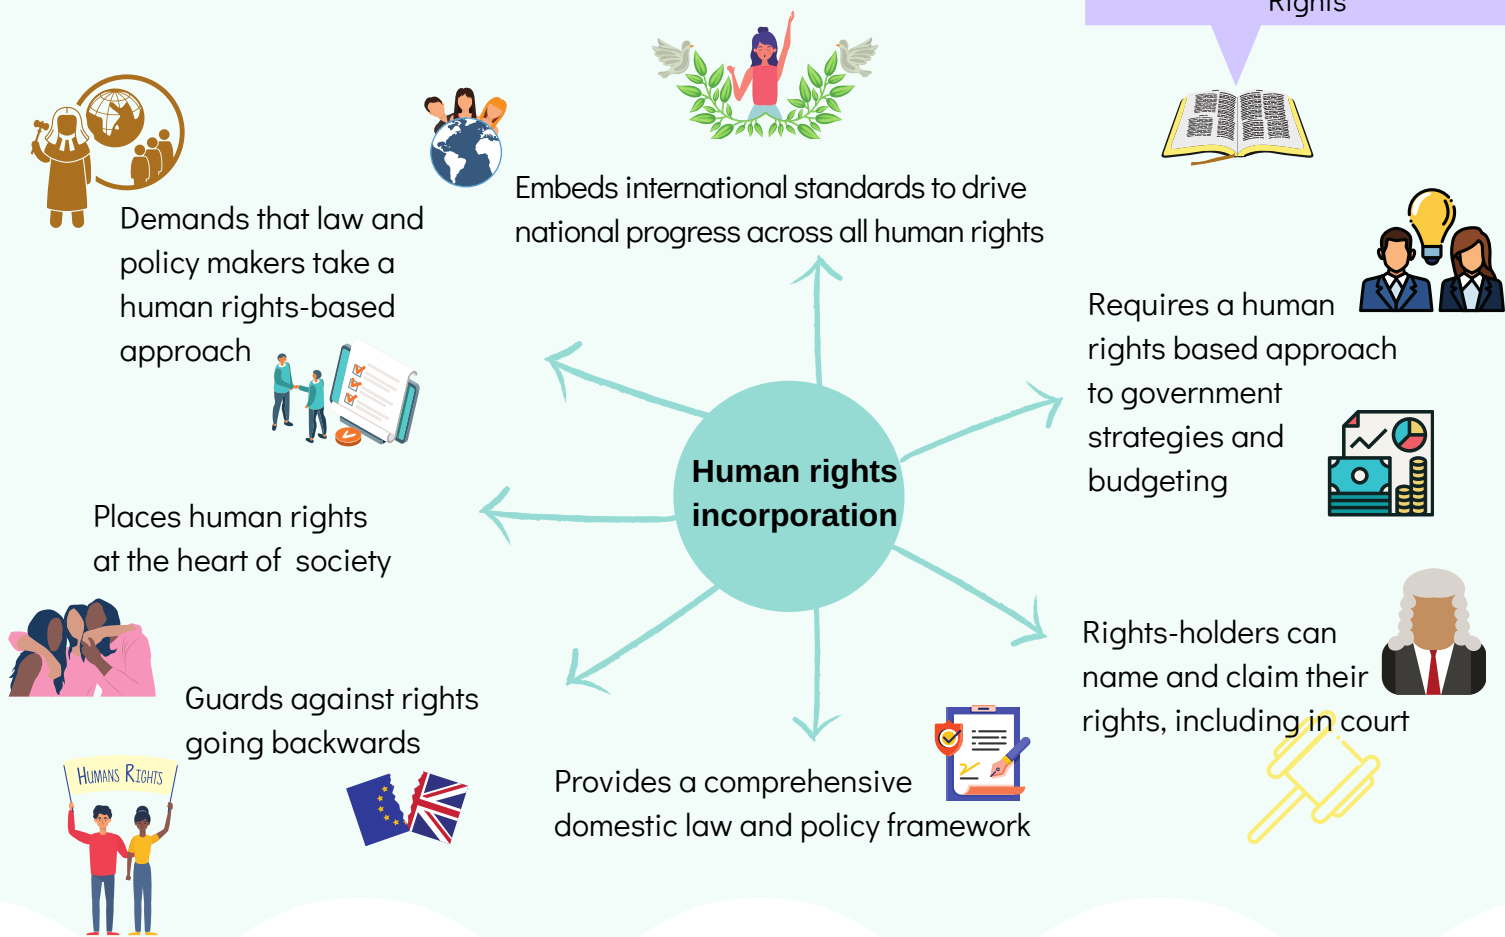 Rights
Embeds international standards to drive
national progress across all human rights
Demands that law and
policy makers take a
human rights-based
approach
Requires a human
rights based approach
to government
strategies and
budgeting
Human rights
incorporation
Places human rights
at the heart of society
Rights-holders can
name and claim their
rights, including in court
Guards against rights
going backwards
HUMANS RIGHTS
Provides a comprehensive
domestic law and policy framework